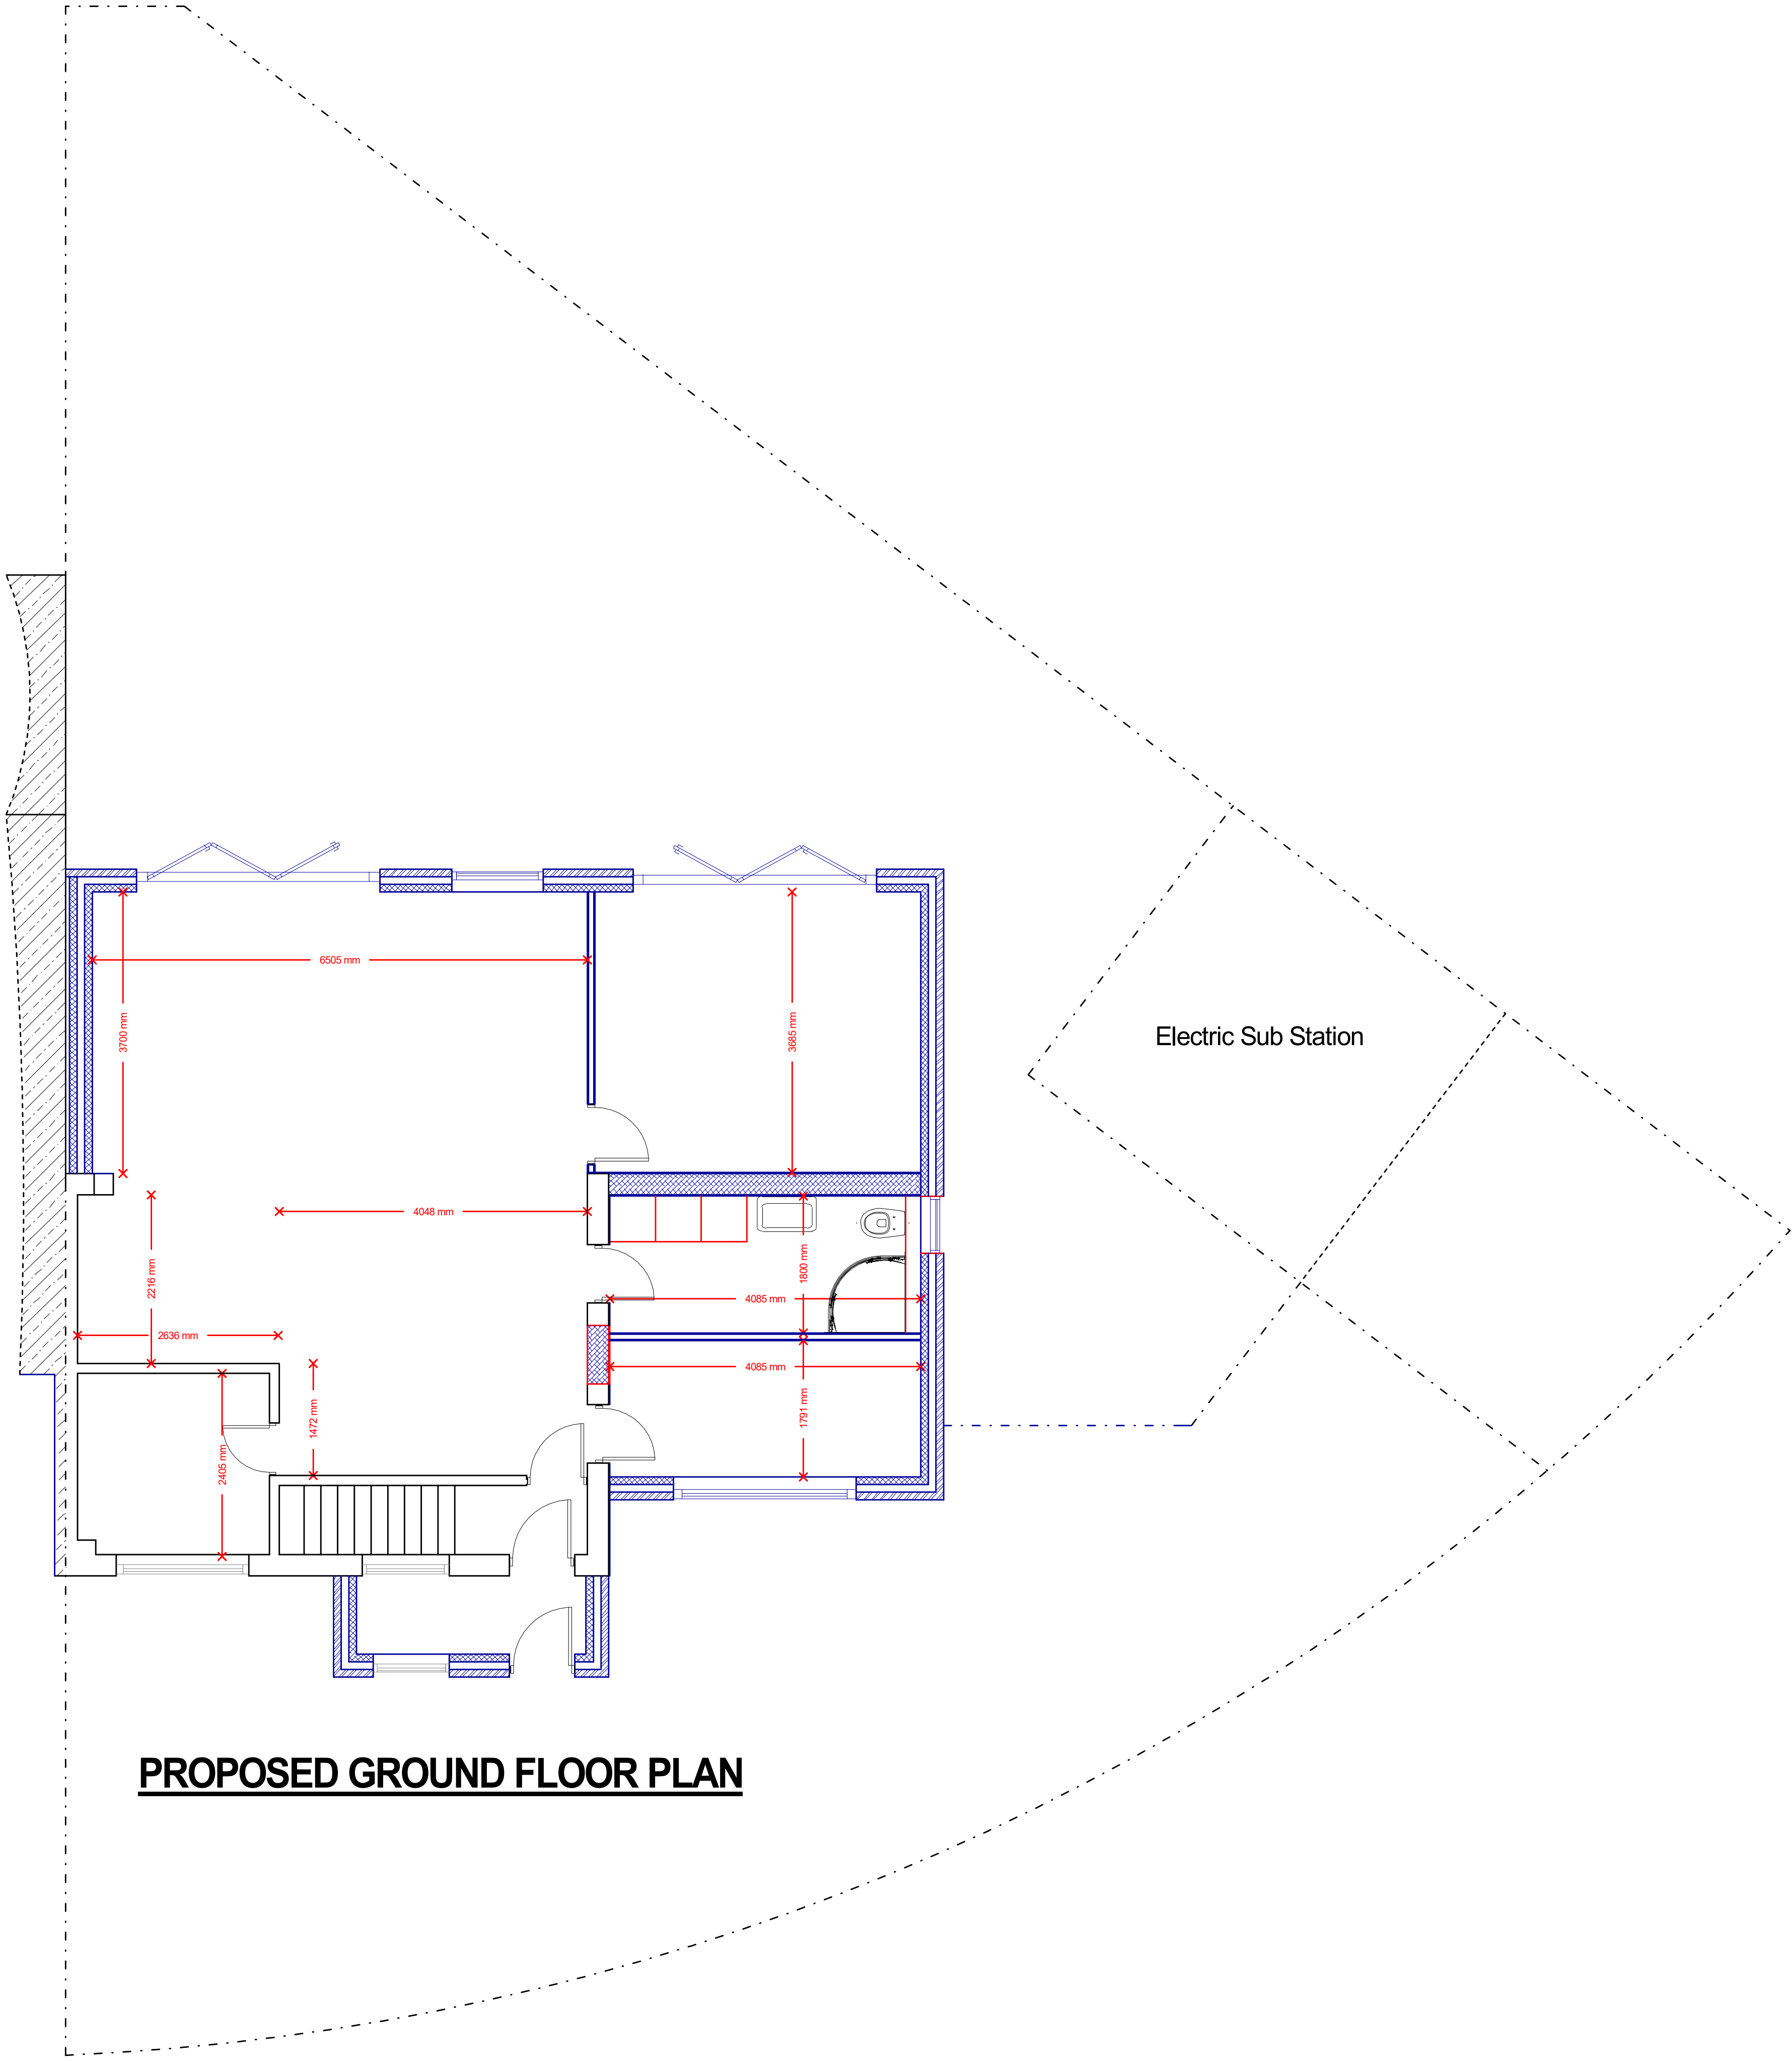 6505 mm
3700 mm
3685 mm
Electric Sub Station
4048 mm
2216 mm
1800 mm
4085 mm
2636 mm
4085 mm
1472 mm
1791 mm
2405 mm
PROPOSED GROUND FLOOR PLAN